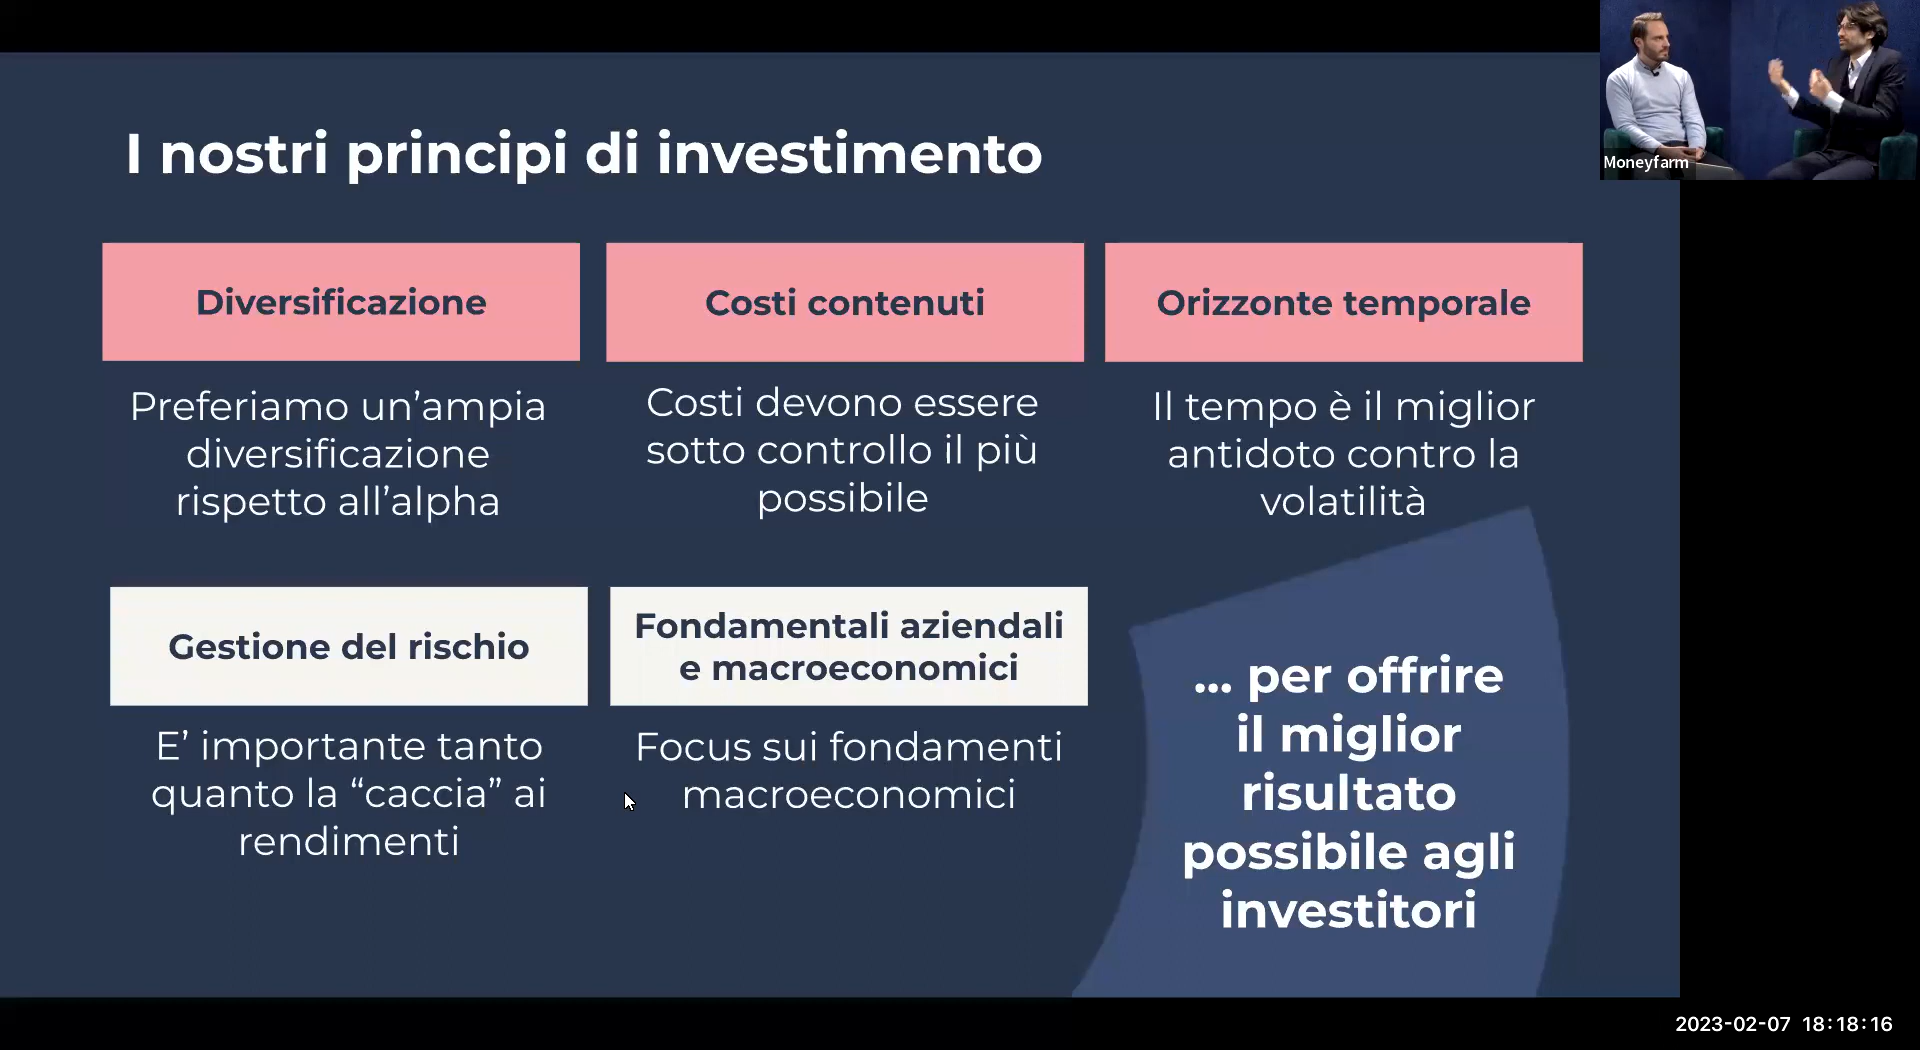 I nostri principi di investimento
Diversificazione
Preferiamo un’ampia
diversificazione
rispetto all’alpha
Costi contenuti
Costi devono essere
sotto controllo il più
possibile
Orizzonte temporale
Il tempo è il miglior
antidoto contro la
volatilità
Gestione del rischio
E’ importante tanto
quanto la “caccia” ai
rendimenti
Fondamentali aziendali
e macroeconomici
Focus sui fondamenti
macroeconomici
... per offrire
il miglior
risultato
possibile agli
investitori
Moneyfarm
2023-02-07 18:18:16